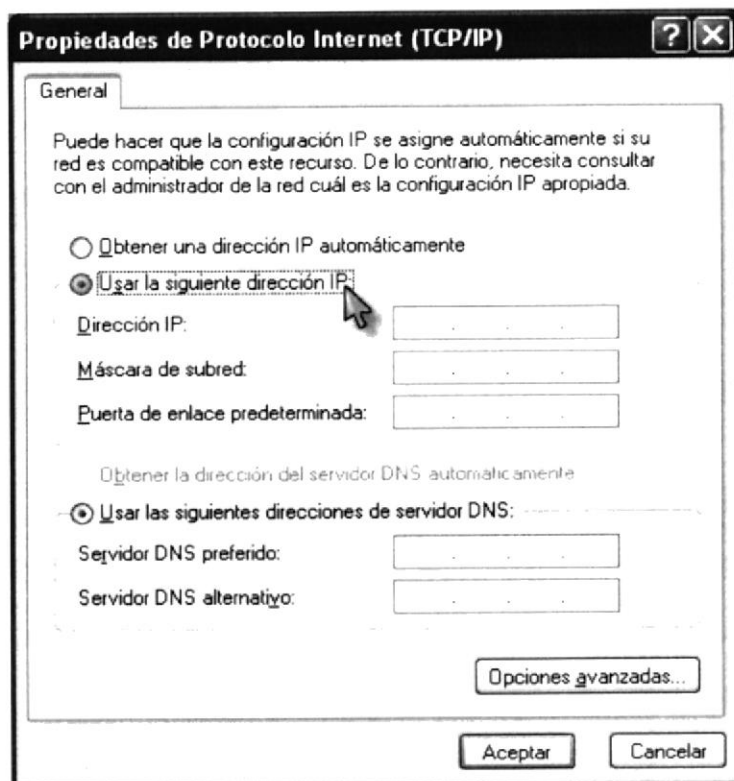 Propiedades de Protocolo Internet (TCP/IP)
General
Puede hacer que la configuración IP se asigne automáticamente si su
red es compatible con este recurso. De lo contrario, necesita consultar
con el administrador de la red cuál es la configuración IP apropiada.
Obtener una dirección IP automáticamente
Usar la siguiente dirección IP:
Dirección IP:
Máscara de subred:
Puerta de enlace predeterminada:
Obtener la dirección del servidor DNS automáticamente
Usar las siguientes direcciones de servidor DNS:
Servidor DNS preferido:
Servidor DNS alternativo:
Opciones avanzadas...
Aceptar Cancelar